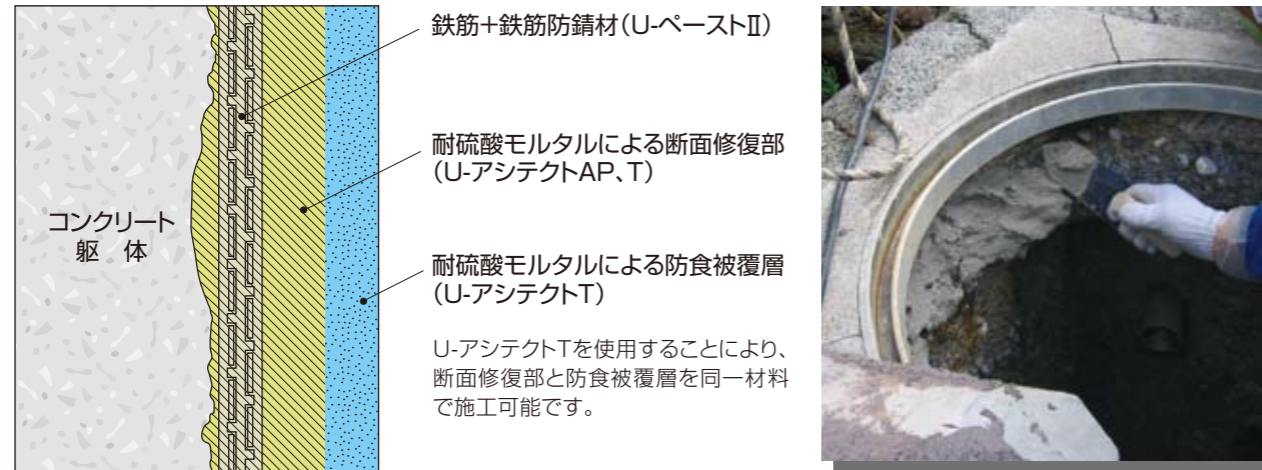 鉄筋+鉄筋防錆材(U-ペーストⅡ)
耐硫酸モルタルによる断面修復部
(U-アシテクトAP、T)
コンクリート
躯 体
耐硫酸モルタルによる防食被覆層
(U-アシテクトT)
U-アシテクトTを使用することにより、
断面修復部と防食被覆層を同一材料
で施工可能です。